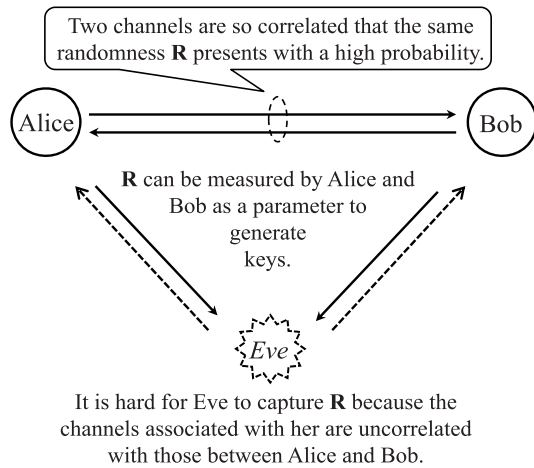 Two channels are so correlated that the same
randomness R presents with a high probability.
Alice
Bob
R can be measured by Alice and
Bob as a parameter to
generate
keys.
Eve
It is hard for Eve to capture R because the
channels associated with her are uncorrelated
with those between Alice and Bob.